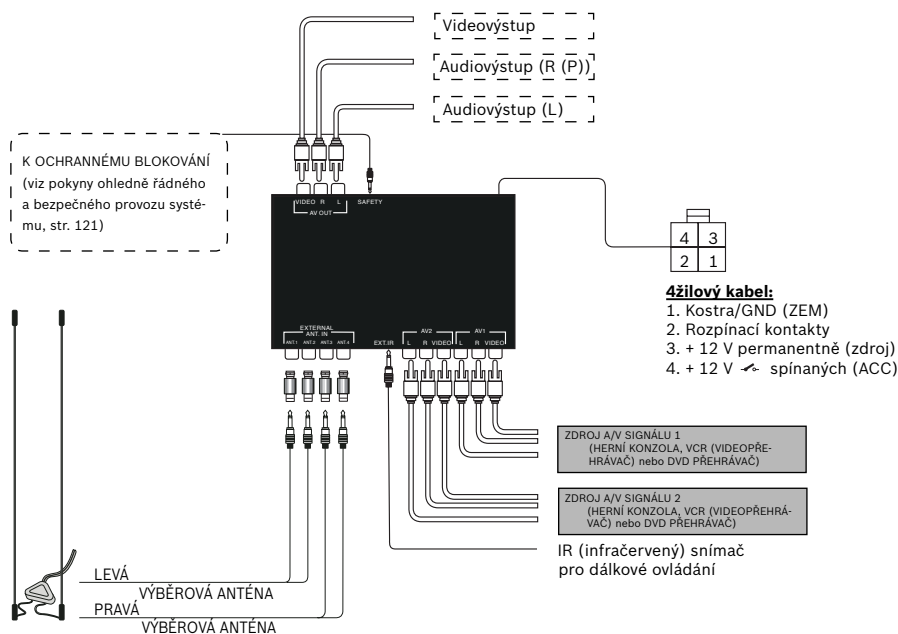 Videovýstup
Audiovýstup (R (P))
Audiovýstup (L)
K OCHRANNÉMU BLOKOVÁNÍ
(viz pokyny ohledně řádného
a bezpečného provozu systé-
mu, str. 121)
VIDEO R L
AV OUT
SAFETY
4 3
2 1
4žilový kabel:
1. Kostra/GND (ZEM)
2. Rozpínací kontakty
3. + 12 V permanentně (zdroj)
4. + 12 V spínaných (ACC)
EXTERNAL
ANT. IN
ANT.1 ANT.2 ANT.3 ANT.4
EXT.IR
AV2
L R VIDEO
AV1
L R VIDEO
ZDROJ A/V SIGNÁLU 1
(HERNÍ KONZOLA, VCR (VIDEOPŘE-
HRÁVAČ) nebo DVD PŘEHRÁVAČ)
ZDROJ A/V SIGNÁLU 2
(HERNÍ KONZOLA, VCR (VIDEOPŘEHRÁ-
VAČ) nebo DVD PŘEHRÁVAČ)
IR (infračervený) snímač
pro dálkové ovládání
LEVÁ
VÝBĚROVÁ ANTÉNA
PRAVÁ
VÝBĚROVÁ ANTÉNA